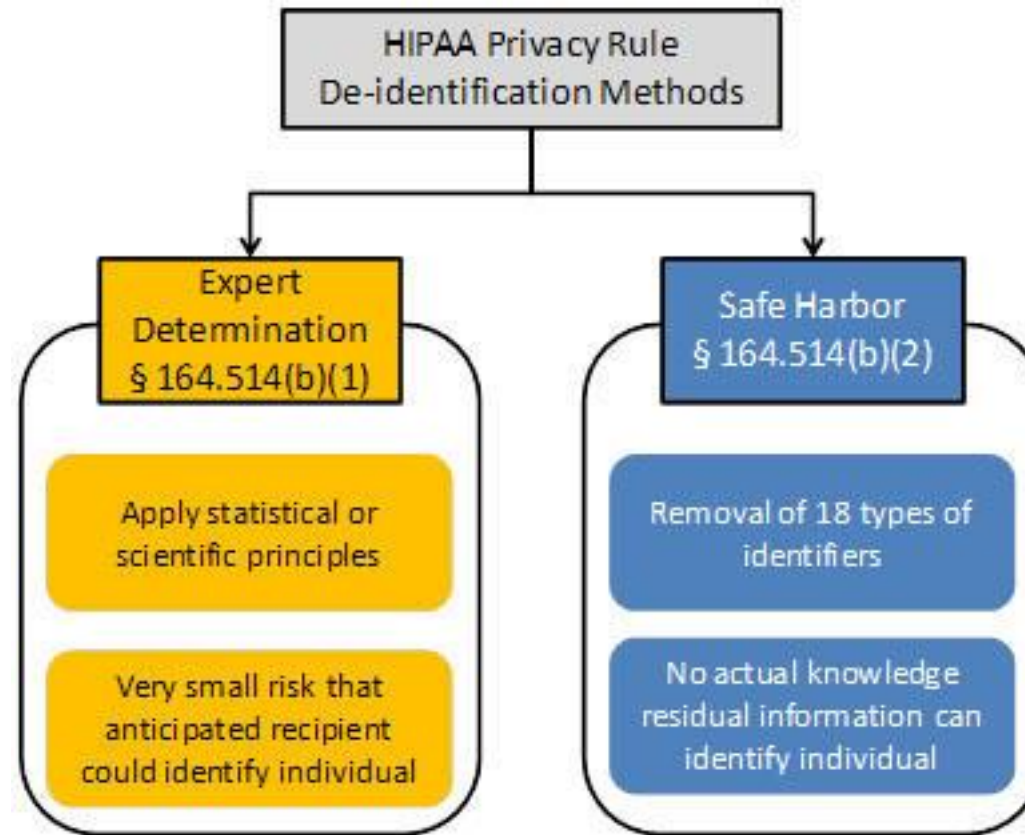 HIPAA Privacy Rule
De-identification Methods
Expert
Determination
§ 164.514(b)(1)
Apply statistical or
scientific principles
Very small risk that
anticipated recipient
could identify individual
Safe Harbor
§ 164.514(b)(2)
Removal of 18 types of
identifiers
No actual knowledge
residual information can
identify individual